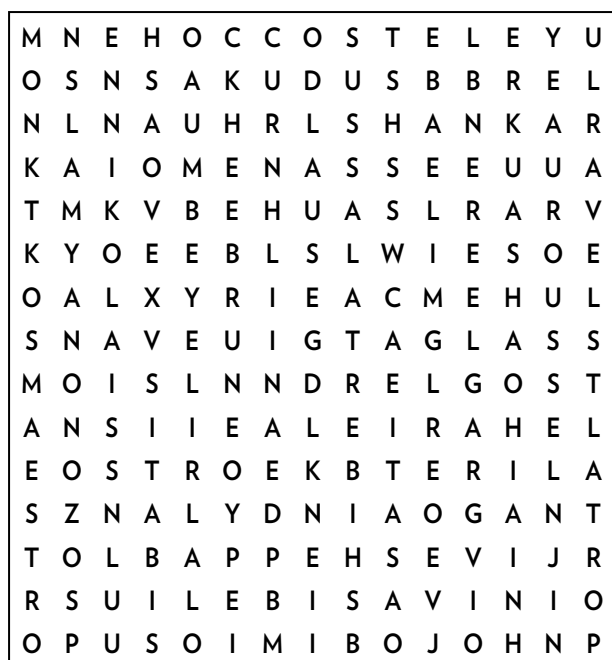 M N E H O C C O S T E L E Y U
O S N S A K U D U S B B R E L
N L N A U H R L S H A N K A R
K A I O M E N A S S E E U U A
T M K V B E H U A S L R A R V
K Y O E E B L S L W I E S O E
O A L X Y R I E A C M E H U L
S N A V E U I G T A G L A S S
M O I S L N N D R E L G O S T
A N S I I E A L E I R A H E L
E O S T R O E K B T E R I L A
S Z N A L Y D N I A O G A N T
T O L B A P P E H S E V I J R
R S U I L E B I S A V I N I O
O P U S O I M I B O J O H N P